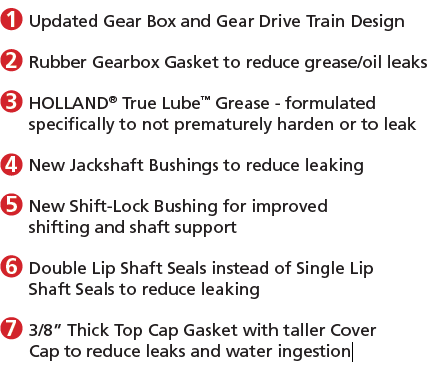 1 Updated Gear Box and Gear Drive Train Design
2 Rubber Gearbox Gasket to reduce grease/oil leaks
3 HOLLAND® True Lube™ Grease - formulated
specifically to not prematurely harden or to leak
4 New Jackshaft Bushings to reduce leaking
5 New Shift-Lock Bushing for improved
shifting and shaft support
6 Double Lip Shaft Seals instead of Single Lip
Shaft Seals to reduce leaking
7 3/8” Thick Top Cap Gasket with taller Cover
Cap to reduce leaks and water ingestion